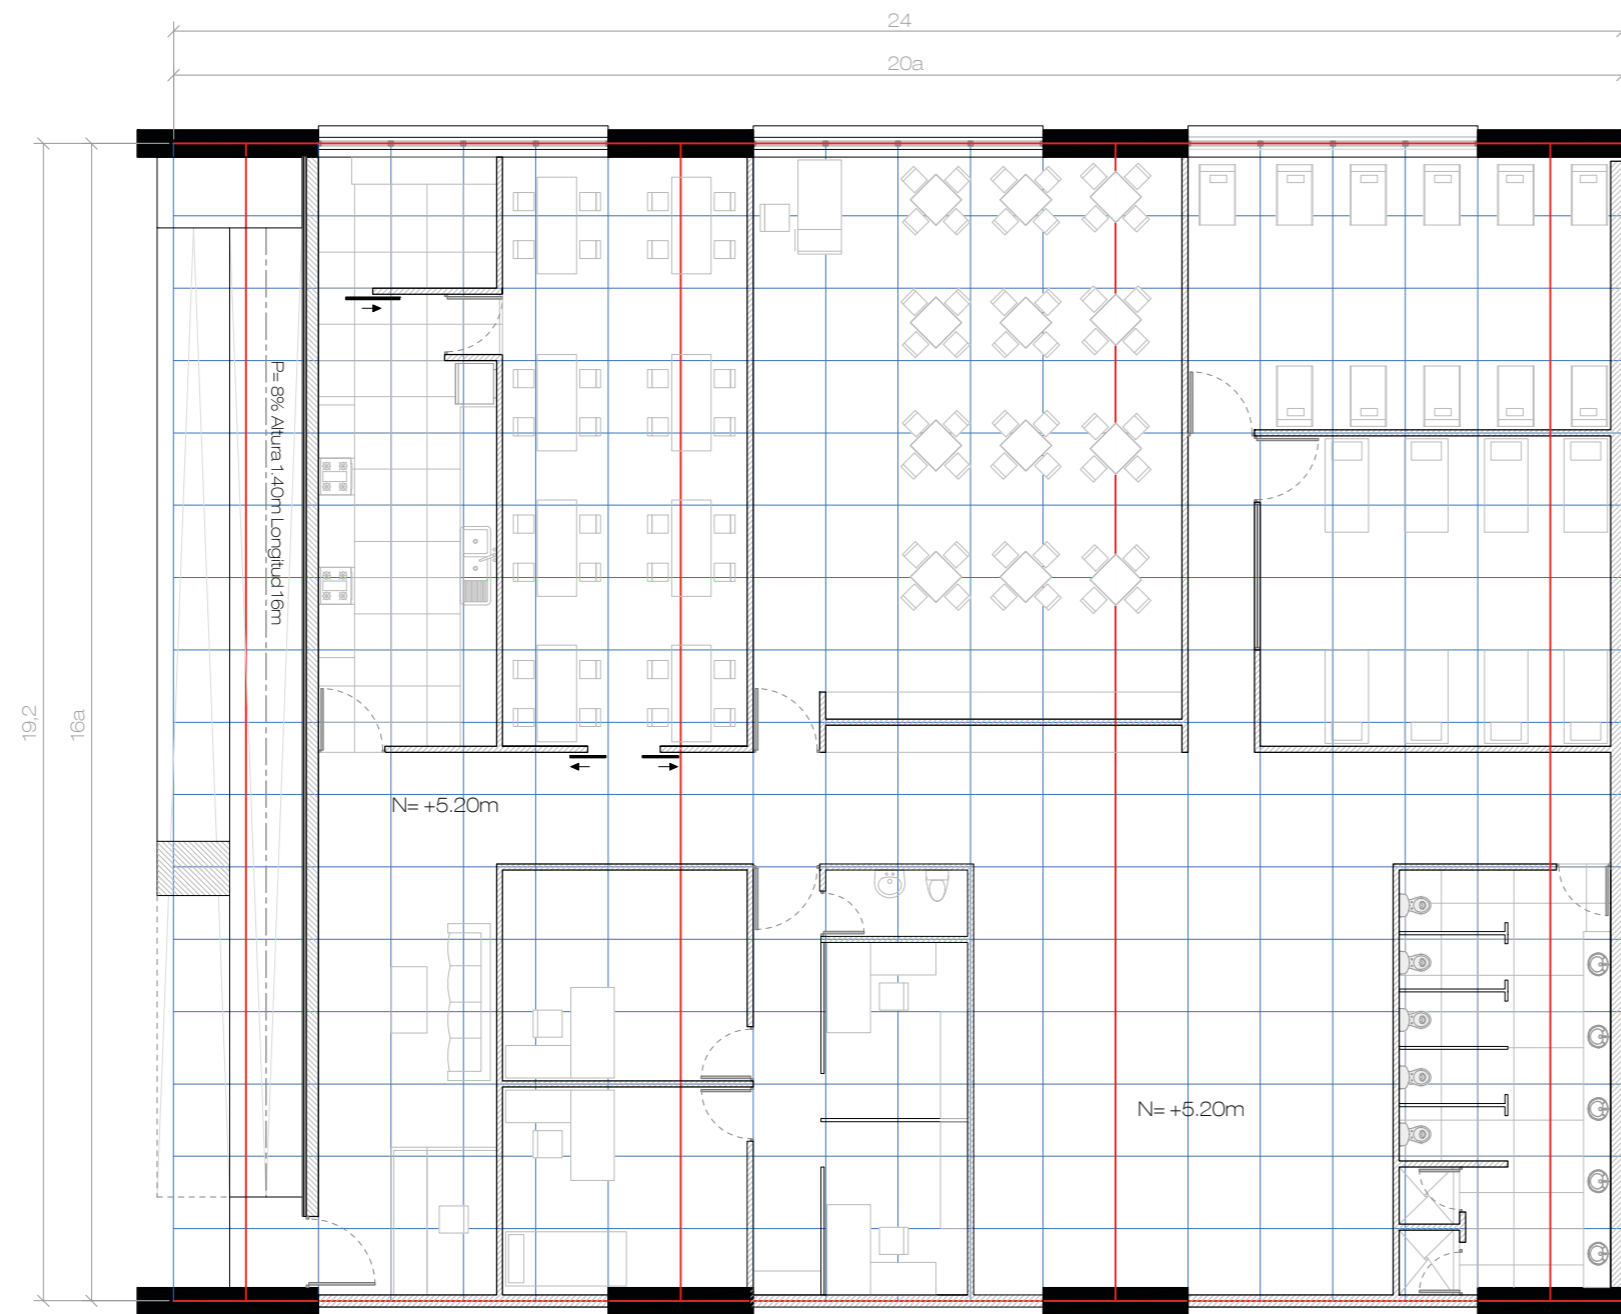 24
20a
19,2
16a
P= 8% Altura 1.40m Longitud 16m
N= +5.20m
N= +5.20m